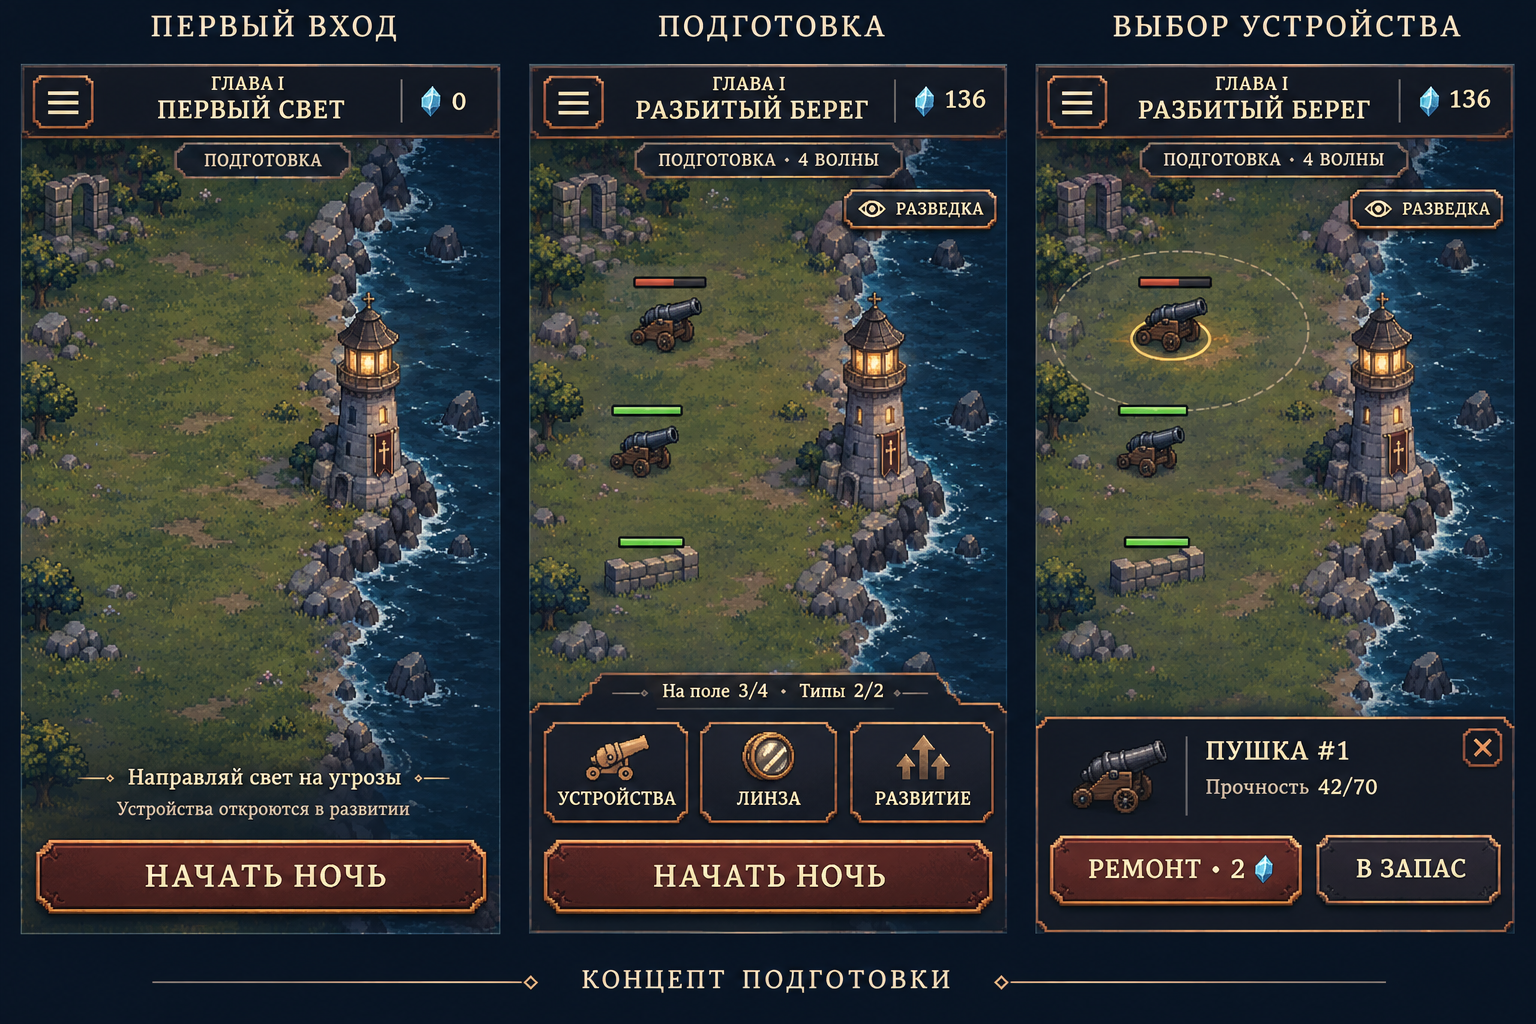 ПЕРВЫЙ ВХОД
ГЛАВА I
ПЕРВЫЙ СВЕТ
0
ПОДГОТОВКА
Направляй свет на угрозы
Устройства откроются в развитии
НАЧАТЬ НОЧЬ
ПОДГОТОВКА
ГЛАВА I
РАЗБИТЫЙ БЕРЕГ
136
ПОДГОТОВКА • 4 ВОЛНЫ
РАЗВЕДКА
На поле 3/4 • Типы 2/2
УСТРОЙСТВА
ЛИНЗА
РАЗВИТИЕ
НАЧАТЬ НОЧЬ
ВЫБОР УСТРОЙСТВА
ГЛАВА I
РАЗБИТЫЙ БЕРЕГ
136
ПОДГОТОВКА • 4 ВОЛНЫ
РАЗВЕДКА
ПУШКА #1
Прочность 42/70
РЕМОНТ • 2
В ЗАПАС
КОНЦЕПТ ПОДГОТОВКИ